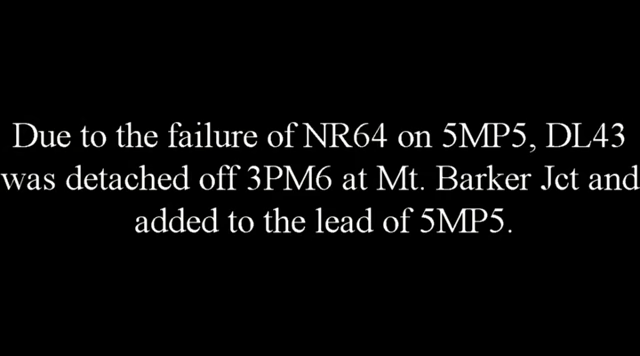 Due to the failure of NR64 on 5MP5, DL43
was detached off 3PM6 at Mt. Barker Jct and
added to the lead of 5MP5.